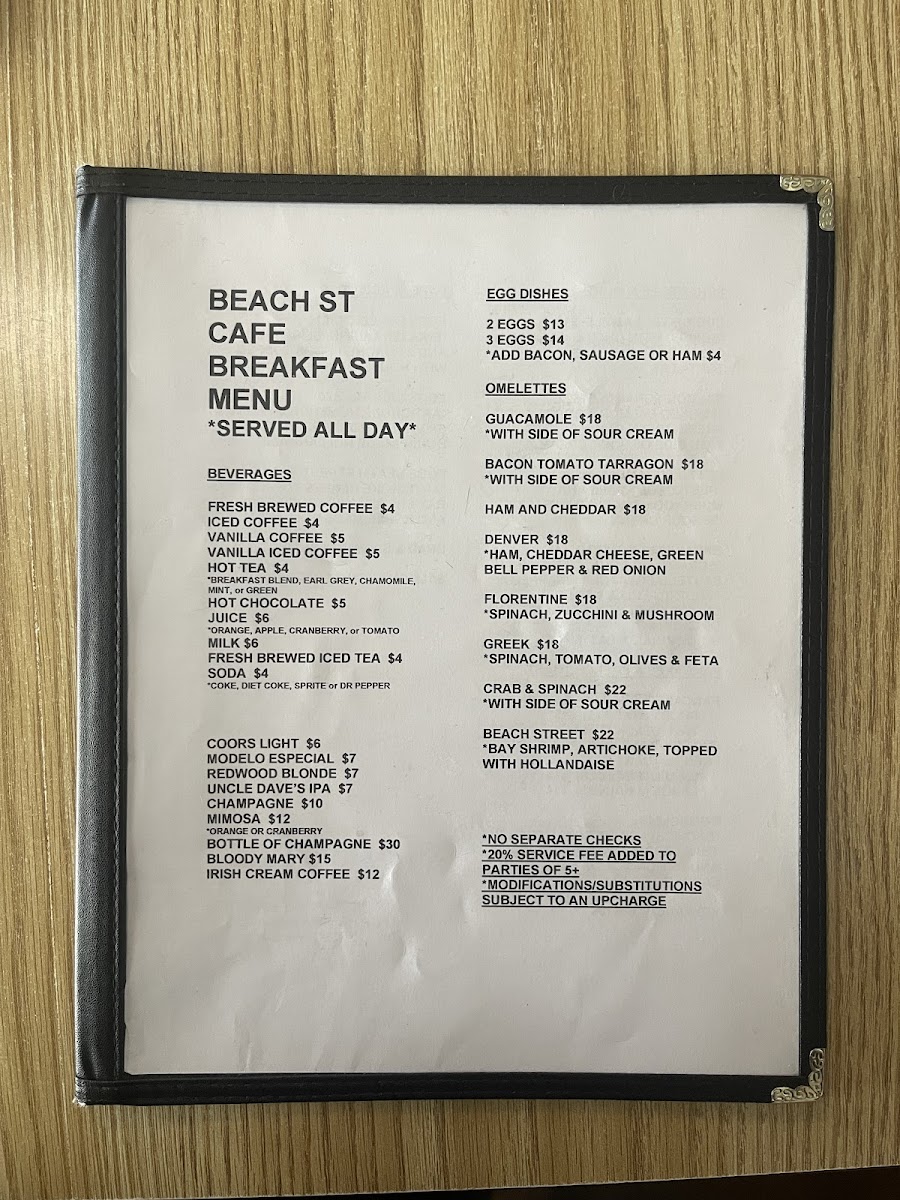 BEACH ST
CAFE
BREAKFAST
MENU
*SERVED ALL DAY*
BEVERAGES
FRESH BREWED COFFEE $4
ICED COFFEE $4
VANILLA COFFEE $5
VANILLA ICED COFFEE $5
HOT TEA $4
*BREAKFAST BLEND, EARL GREY, CHAMOMILE,
MINT, or GREEN
HOT CHOCOLATE $5
JUICE $6
*ORANGE, APPLE, CRANBERRY, or TOMATO
MILK $6
FRESH BREWED ICED TEA $4
SODA $4
*COKE, DIET COKE, SPRITE or DR PEPPER
COORS LIGHT $6
MODELO ESPECIAL $7
REDWOOD BLONDE $7
UNCLE DAVE'S IPA $7
CHAMPAGNE $10
MIMOSA $12
*ORANGE OR CRANBERRY
BOTTLE OF CHAMPAGNE $30
BLOODY MARY $15
IRISH CREAM COFFEE $12
EGG DISHES
2 EGGS $13
3 EGGS $14
*ADD BACON, SAUSAGE OR HAM $4
OMELETTES
GUACAMOLE $18
*WITH SIDE OF SOUR CREAM
BACON TOMATO TARRAGON $18
*WITH SIDE OF SOUR CREAM
HAM AND CHEDDAR $18
DENVER $18
*HAM, CHEDDAR CHEESE, GREEN
BELL PEPPER & RED ONION
FLORENTINE $18
*SPINACH, ZUCCHINI & MUSHROOM
GREEK $18
*SPINACH, TOMATO, OLIVES & FETA
CRAB & SPINACH $22
*WITH SIDE OF SOUR CREAM
BEACH STREET $22
*BAY SHRIMP, ARTICHOKE, TOPPED
WITH HOLLANDAISE
*NO SEPARATE CHECKS
*20% SERVICE FEE ADDED TO
PARTIES OF 5+
*MODIFICATIONS/SUBSTITUTIONS
SUBJECT TO AN UPCHARGE